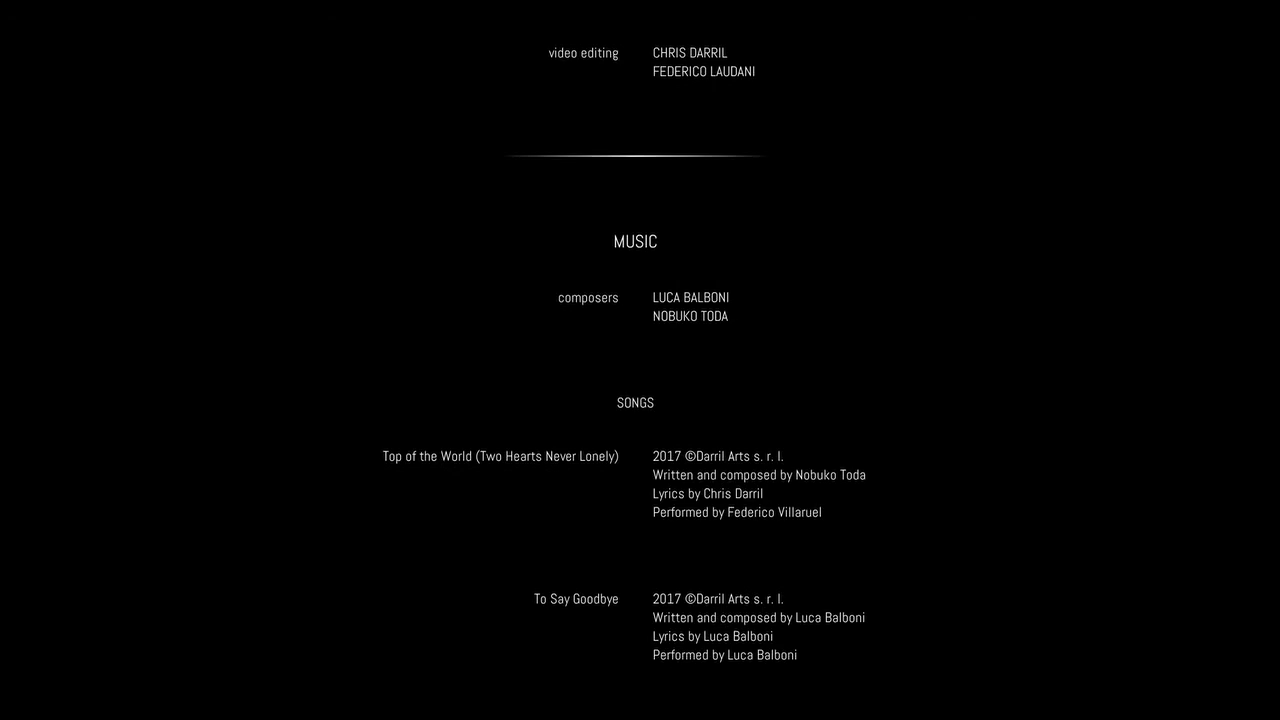 video editing CHRIS DARRIL
FEDERICO LAUDANI
MUSIC
composers LUCA BALBONI
NOBUKO TODA
SONGS
Top of the World (Two Hearts Never Lonely) 2017 ©Darril Arts s. r. l.
Written and composed by Nobuko Toda
Lyrics by Chris Darril
Performed by Federico Villaruel
To Say Goodbye 2017 ©Darril Arts s. r. l.
Written and composed by Luca Balboni
Lyrics by Luca Balboni
Performed by Luca Balboni